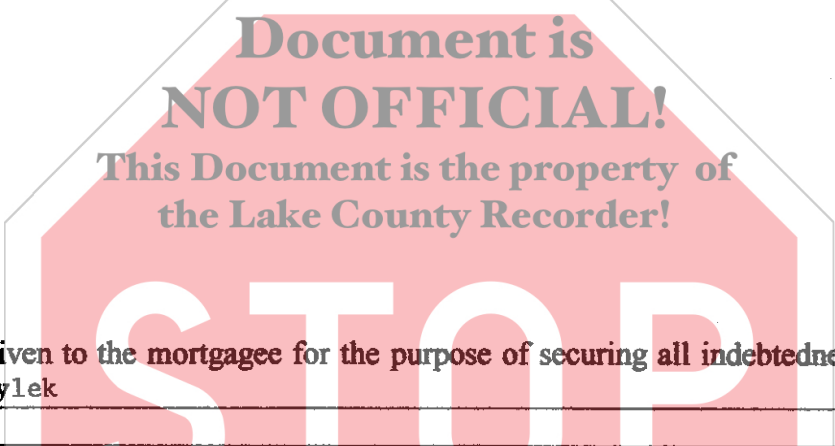 Document is
NOT OFFICIAL!
This Document is the property of
the Lake County Recorder!
STOP
iven to the mortgagee for the purpose of securing all indebtedne
ylek